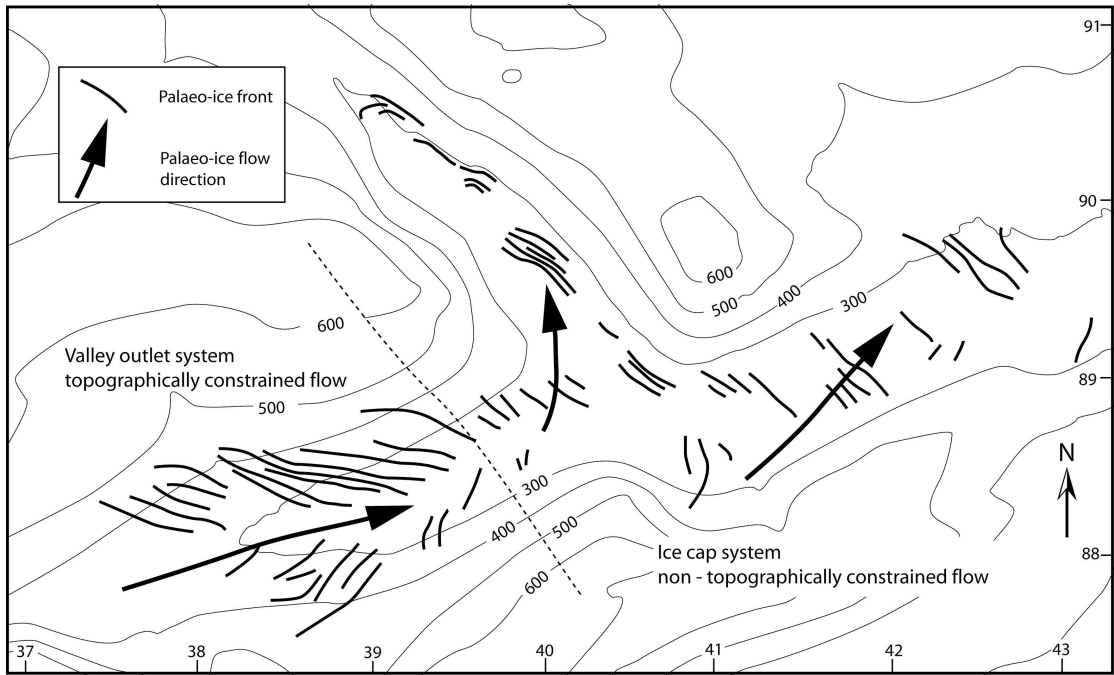 91
Palaeo-ice front
Palaeo-ice flow
direction
90
600
500
400
300
600
Valley outlet system
topographically constrained flow
500
89
N
300
400
500
600
Ice cap system
non - topographically constrained flow
88
37
38
39
40
41
42
43